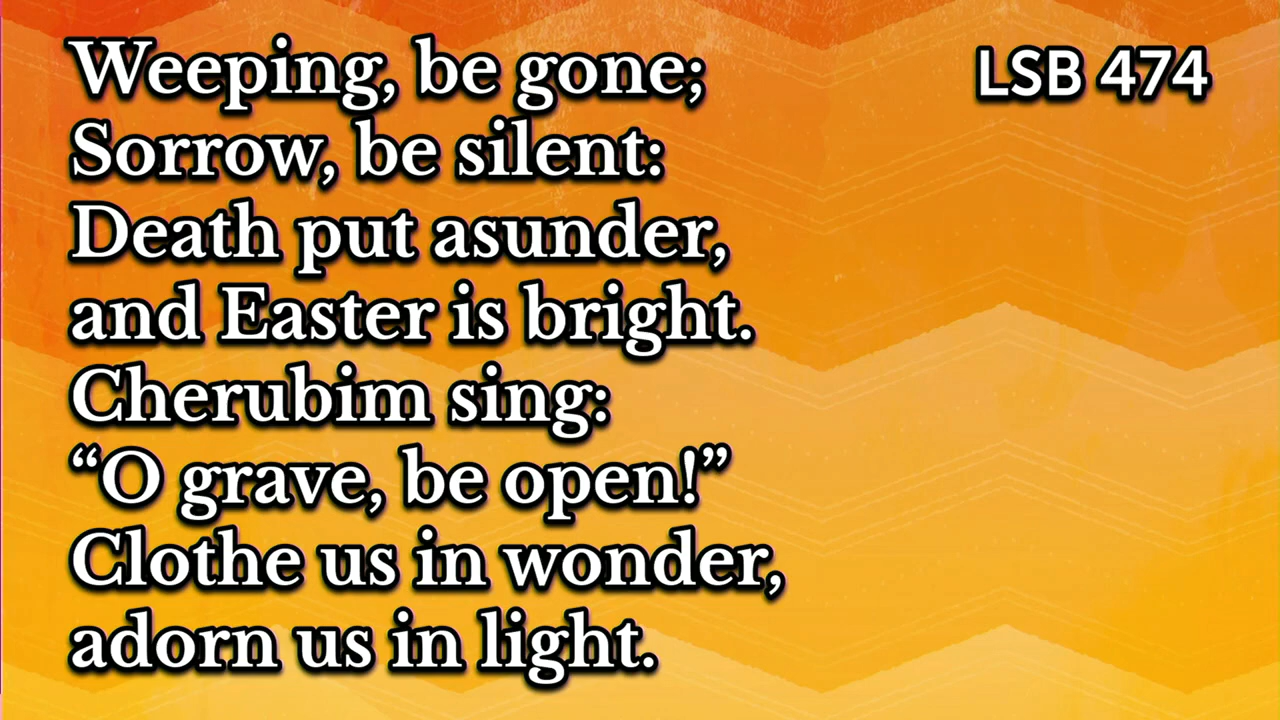 Weeping, be gone;
Sorrow, be silent:
Death put asunder,
and Easter is bright.
Cherubim sing:
“O grave, be open!”
Clothe us in wonder,
adorn us in light.
LSB 474